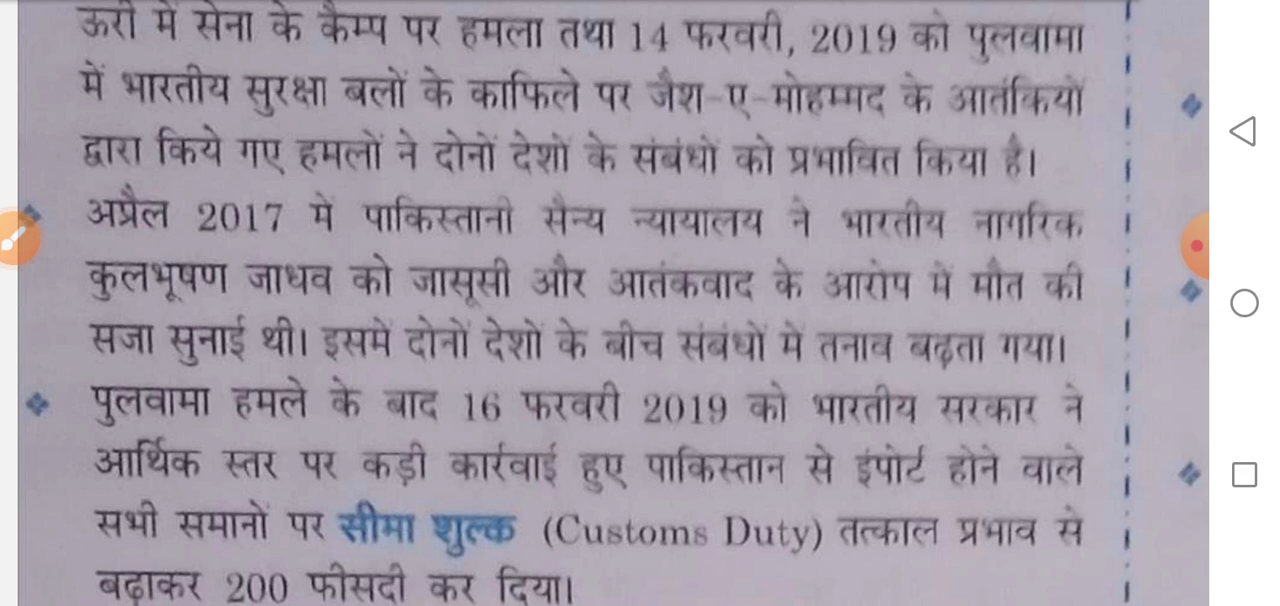 ऊरी में सेना के कैम्प पर हमला तथा 14 फरवरी, 2019 को पुलवामा
में भारतीय सुरक्षा बलों के काफिले पर जैश-ए-मोहम्मद के आतंकियों
द्वारा किये गए हमलों ने दोनों देशों के संबंधों को प्रभावित किया है।
अप्रैल 2017 में पाकिस्तानी सैन्य न्यायालय ने भारतीय नागरिक
कुलभूषण जाधव को जासूसी और आतंकवाद के आरोप में मौत की
सजा सुनाई थी। इसमें दोनों देशों के बीच संबंधों में तनाव बढ़ता गया।
पुलवामा हमले के बाद 16 फरवरी 2019 को भारतीय सरकार ने
आर्थिक स्तर पर कड़ी कार्रवाई हुए पाकिस्तान से इंपोर्ट होने वाले
सभी समानों पर सीमा शुल्क (Customs Duty) तत्काल प्रभाव से
बढ़ाकर 200 फीसदी कर दिया।